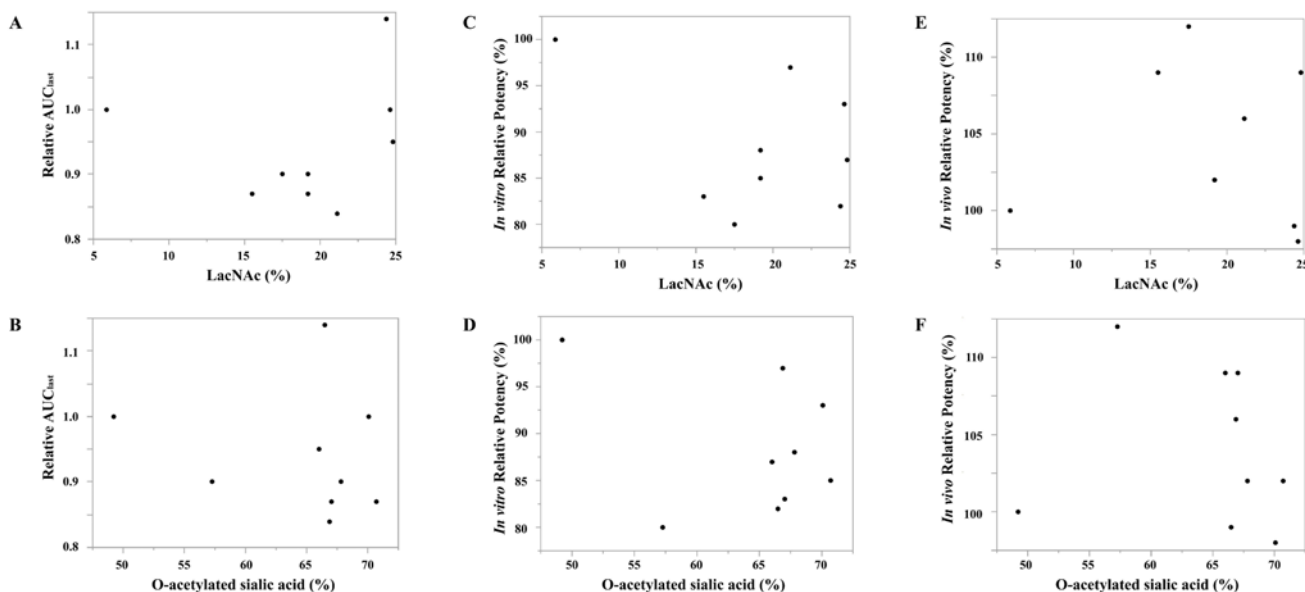 A
Relative AUClast
1.1
1.0
0.9
0.8
5 10 15 20 25
LacNAc (%)
C
In vitro Relative Potency (%)
100
95
90
85
80
5 10 15 20 25
LacNAc (%)
E
In vivo Relative Potency (%)
110
105
100
5 10 15 20 25
LacNAc (%)
B
Relative AUClast
1.1
1.0
0.9
0.8
50 55 60 65 70
O-acetylated sialic acid (%)
D
In vitro Relative Potency (%)
100
95
90
85
80
50 55 60 65 70
O-acetylated sialic acid (%)
F
In vivo Relative Potency (%)
110
105
100
50 55 60 65 70
O-acetylated sialic acid (%)